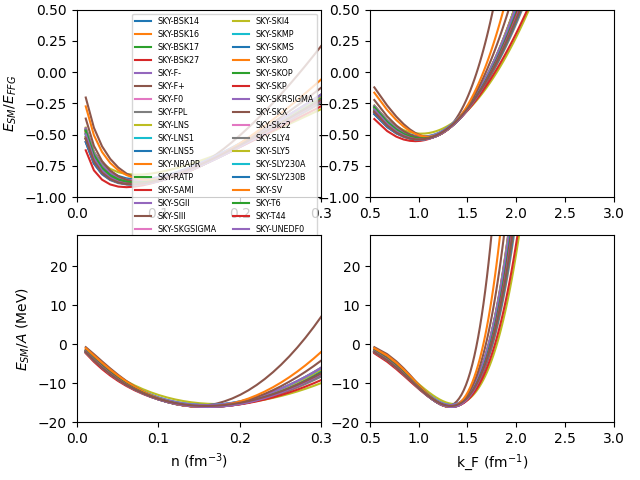 0.50
0.25
0.00
−0.25
−0.50
−0.75
−1.00
0.0
0.1
0.2
0.3
E_SM/E_FFG
SKY-BSK14
SKY-BSK16
SKY-BSK17
SKY-BSK27
SKY-F-
SKY-F+
SKY-F0
SKY-FPL
SKY-LNS
SKY-LNS1
SKY-LNS5
SKY-NRAPR
SKY-RATP
SKY-SAMI
SKY-SGII
SKY-SIII
SKY-SKGSIGMA
SKY-SKI4
SKY-SKMP
SKY-SKMS
SKY-SKO
SKY-SKOP
SKY-SKP
SKY-SKRSIGMA
SKY-SKX
SKY-Skz2
SKY-SLY4
SKY-SLY5
SKY-SLY230A
SKY-SLY230B
SKY-SV
SKY-T6
SKY-T44
SKY-UNEDF0
0.50
0.25
0.00
−0.25
−0.50
−0.75
−1.00
0.5
1.0
1.5
2.0
2.5
3.0
20
10
0
−10
−20
0.0
0.1
0.2
0.3
E_SM/A (MeV)
n (fm⁻³)
20
10
0
−10
−20
0.5
1.0
1.5
2.0
2.5
3.0
k_F (fm⁻¹)